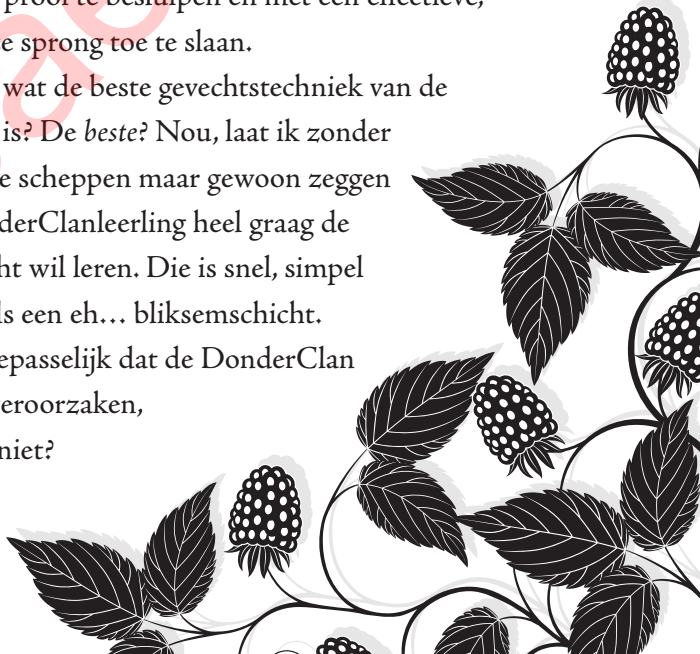 te besluipen en met een effectieve,
sprong toe te slaan.
wat de beste gevechtstechniek van de
is? De beste? Nou, laat ik zonder
scheppen maar gewoon zeggen
derClanleerling heel graag de
ht wil leren. Die is snel, simpel
ls een eh… bliksemschicht.
epasselijk dat de DonderClan
eroorzaken,
niet?